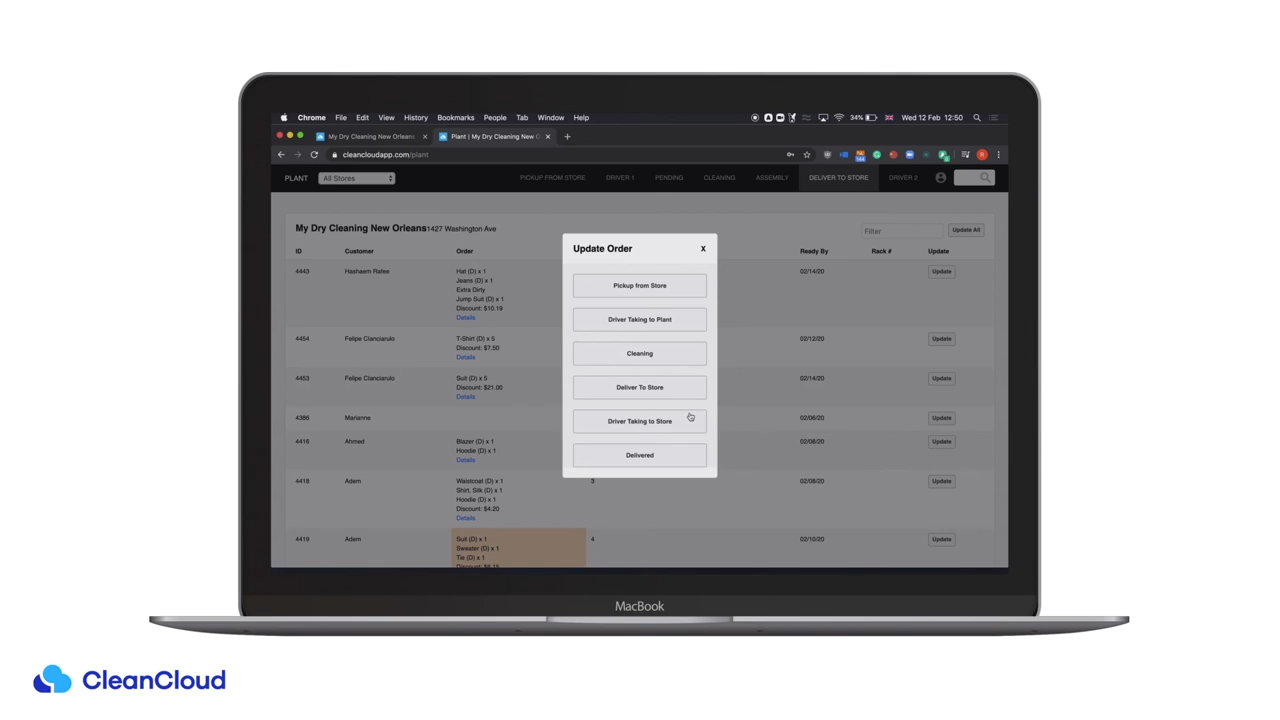 Chrome File Edit View History Bookmarks People Tab Window Help 34% Wed 12 Feb 12:50
My Dry Cleaning New Orleans × Plant | My Dry Cleaning New O × +
cleancloudapp.com/plant
PLANT All Stores PICKUP FROM STORE DRIVER 1 PENDING CLEANING ASSEMBLY DELIVER TO STORE DRIVER 2
My Dry Cleaning New Orleans 1427 Washington Ave Filter Update All
ID Customer Order Ready By Rack # Update
4443 Hashaem Rafee Hat (D) x 1 02/14/20 Update
Jeans (D) x 1
Extra Dirty
Jump Suit (D) x 1
Discount: $10.19
Details
4454 Felipe Cianciarulo T-Shirt (D) x 5 02/12/20 Update
Discount: $7.50
Details
4453 Felipe Cianciarulo Suit (D) x 5 02/14/20 Update
Discount: $21.00
Details
4386 Marianne 02/06/20 Update
4416 Ahmed Blazer (D) x 1 02/08/20 Update
Hoodie (D) x 1
Details
4418 Adem Waistcoat (D) x 1 3 02/08/20 Update
Shirt, Silk (D) x 1
Hoodie (D) x 1
Discount: $4.20
Details
4419 Adem Suit (D) x 1 4 02/10/20 Update
Sweater (D) x 1
Tie (D) x 1
Discount: $6.15
Update Order X
Pickup from Store
Driver Taking to Plant
Cleaning
Deliver To Store
Driver Taking to Store
Delivered
MacBook
CleanCloud